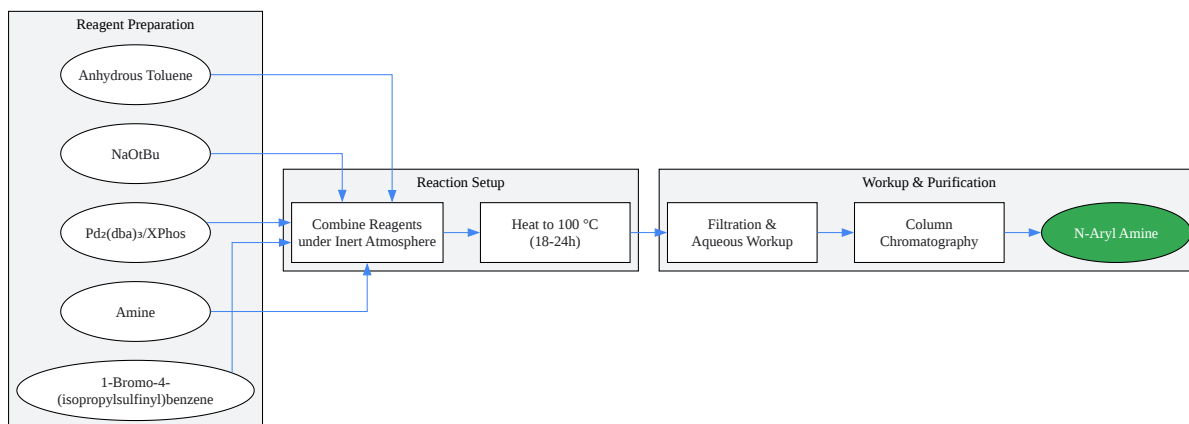 Reagent Preparation
Anhydrous Toluene
NaOtBu
Pd₂(dba)₃/XPhos
Amine
1-Bromo-4-
(isopropylsulfinyl)benzene
Reaction Setup
Combine Reagents
under Inert Atmosphere
Heat to 100 °C
(18-24h)
Workup & Purification
Filtration &
Aqueous Workup
Column
Chromatography
N-Aryl Amine